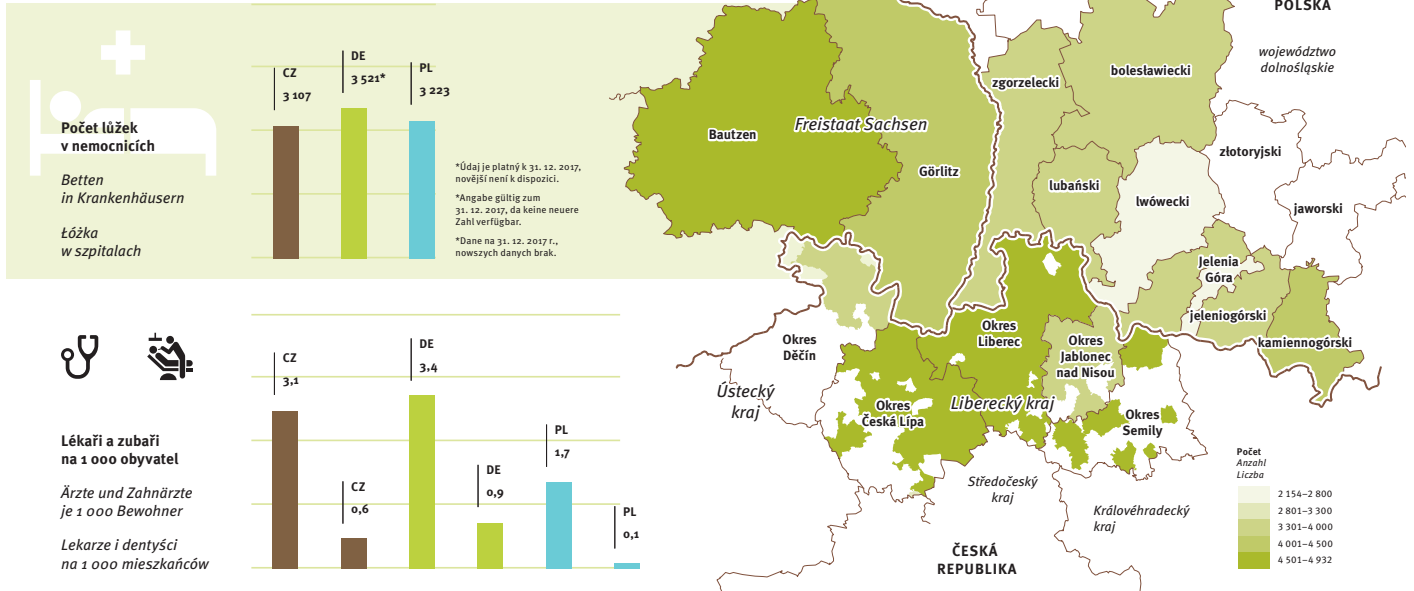 CZ
3 107
DE
3 521*
PL
3 223
Počet lůžek
v nemocnicích
Betten
in Krankenhäusern
Łóżka
w szpitalach
*Údaj je platný k 31. 12. 2017,
novější není k dispozici.
*Angabe gültig zum
31. 12. 2017, da keine neuere
Zahl verfügbar.
*Dane na 31. 12. 2017 r.,
nowszych danych brak.
CZ
3,1
CZ
0,6
DE
3,4
DE
0,9
PL
1,7
PL
0,1
Lékaři a zubaři
na 1 000 obyvatel
Ärzte und Zahnärzte
je 1 000 Bewohner
Lekarze i dentyści
na 1 000 mieszkańców
POLSKA
województwo
dolnośląskie
zgorzelecki
bolesławiecki
Bautzen
Freistaat Sachsen
Görlitz
lubański
lwówecki
złotoryjski
jaworski
Jelenia
Góra
jeleniogórski
kamiennogórski
Okres
Děčín
Okres
Liberec
Okres
Jablonec
nad Nisou
Ústecký
kraj
Okres
Česká Lípa
Liberecký kraj
Okres
Semily
Středočeský
kraj
Královéhradecký
kraj
ČESKÁ
REPUBLIKA
Počet
Anzahl
Liczba
2 154–2 800
2 801–3 300
3 301–4 000
4 001–4 500
4 501–4 932